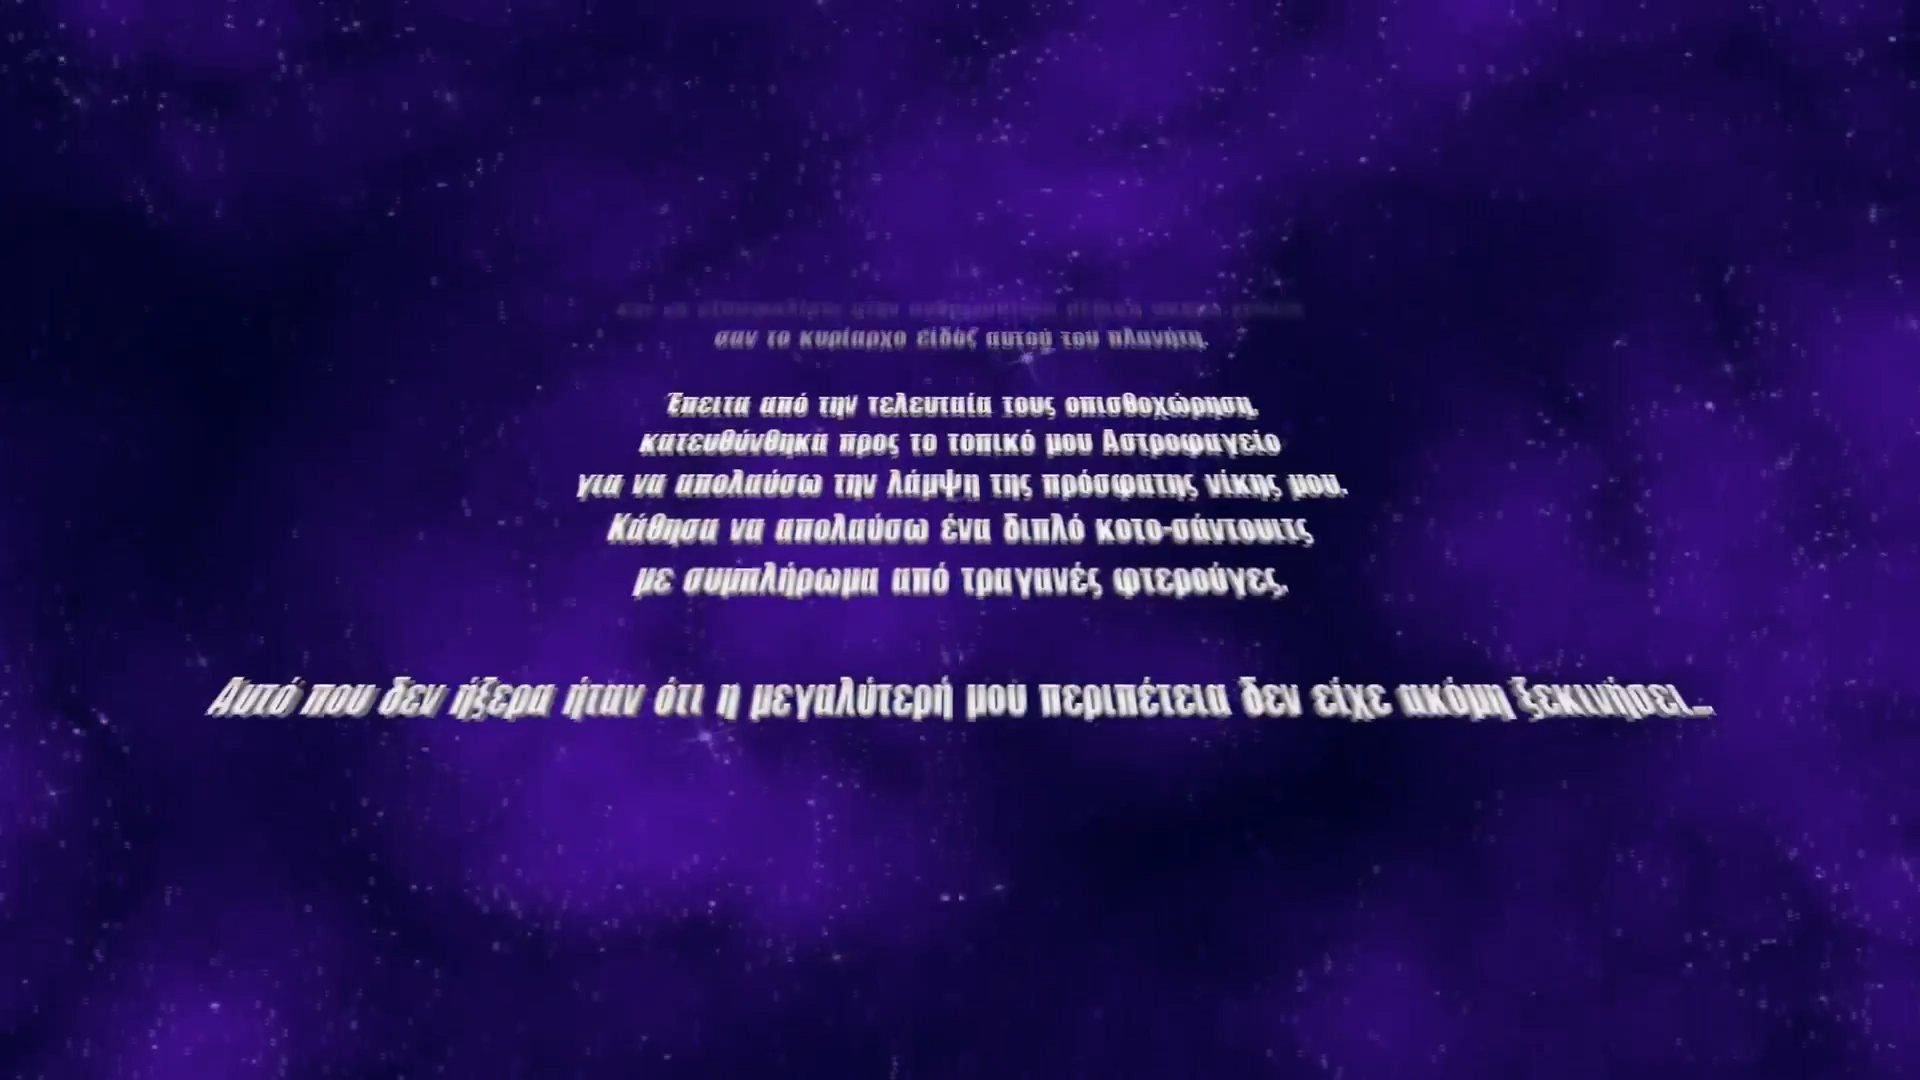 σαν το κυρίαρχο είδος αυτού του πλανήτη.
Έπειτα από την τελευταία τους οπισθοχώρηση,
κατευθύνθηκα προς το τοπικό μου Αστροφαγείο
για να απολαύσω την λάμψη της πρόσφατης νίκης μου.
Κάθησα να απολαύσω ένα διπλό κοτο-σάντουιτς
με συμπλήρωμα από τραγανές φτερούγες.
Αυτό που δεν ήξερα ήταν ότι η μεγαλύτερή μου περιπέτεια δεν είχε ακόμη ξεκινήσει...